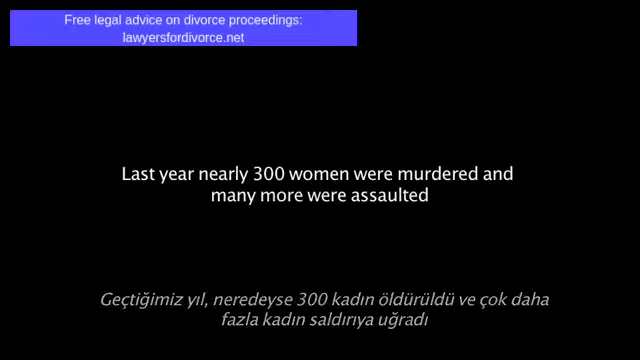 Free legal advice on divorce proceedings:
lawyersfordivorce.net
Last year nearly 300 women were murdered and
many more were assaulted
Geçtiğimiz yıl, neredeyse 300 kadın öldürüldü ve çok daha
fazla kadın saldırıya uğradı